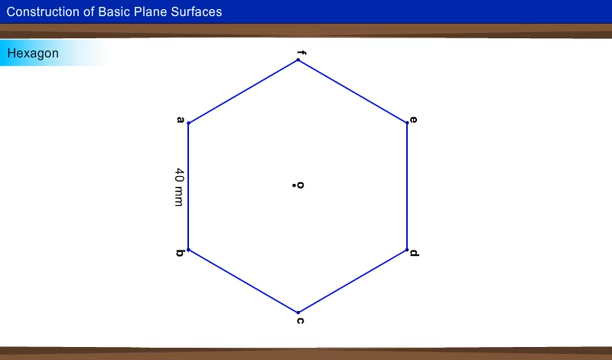 Construction of Basic Plane Surfaces
Hexagon
f
a
e
40 mm
o
b
d
c